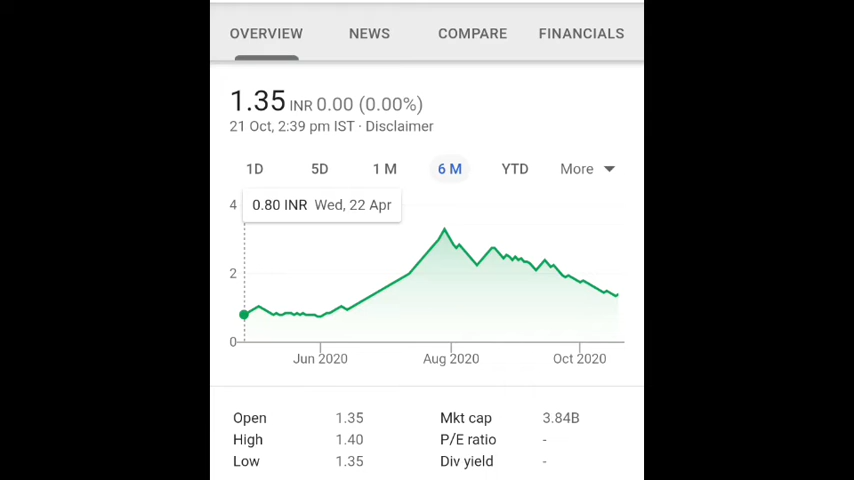 OVERVIEW NEWS COMPARE FINANCIALS
1.35 INR 0.00 (0.00%)
21 Oct, 2:39 pm IST · Disclaimer
1D 5D 1 M 6 M YTD More
4 0.80 INR Wed, 22 Apr
2
0
Jun 2020 Aug 2020 Oct 2020
Open 1.35 Mkt cap 3.84B
High 1.40 P/E ratio -
Low 1.35 Div yield -